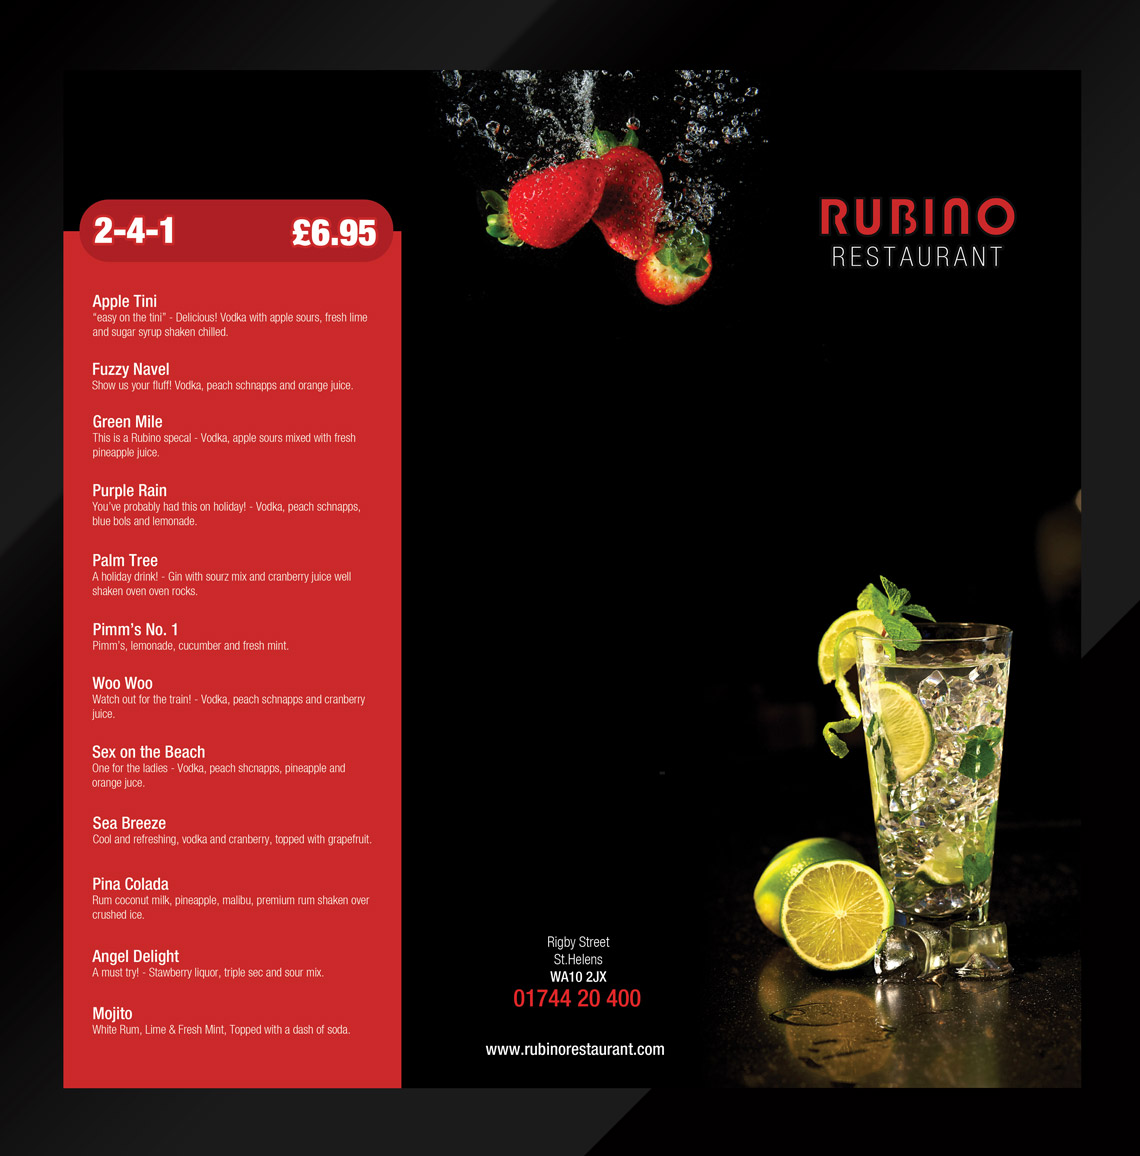 2-4-1 £6.95
Apple Tini
“easy on the tini” - Delicious! Vodka with apple sours, fresh lime
and sugar syrup shaken chilled.
Fuzzy Navel
Show us your fluff! Vodka, peach schnapps and orange juice.
Green Mile
This is a Rubino specal - Vodka, apple sours mixed with fresh
pineapple juice.
Purple Rain
You’ve probably had this on holiday! - Vodka, peach schnapps,
blue bols and lemonade.
Palm Tree
A holiday drink! - Gin with sourz mix and cranberry juice well
shaken oven oven rocks.
Pimm’s No. 1
Pimm’s, lemonade, cucumber and fresh mint.
Woo Woo
Watch out for the train! - Vodka, peach schnapps and cranberry
juice.
Sex on the Beach
One for the ladies - Vodka, peach shcnapps, pineapple and
orange juce.
Sea Breeze
Cool and refreshing, vodka and cranberry, topped with grapefruit.
Pina Colada
Rum coconut milk, pineapple, malibu, premium rum shaken over
crushed ice.
Angel Delight
A must try! - Stawberry liquor, triple sec and sour mix.
Mojito
White Rum, Lime & Fresh Mint, Topped with a dash of soda.
Rigby Street
St.Helens
WA10 2JX
01744 20 400
www.rubinorestaurant.com
RUBINO
RESTAURANT